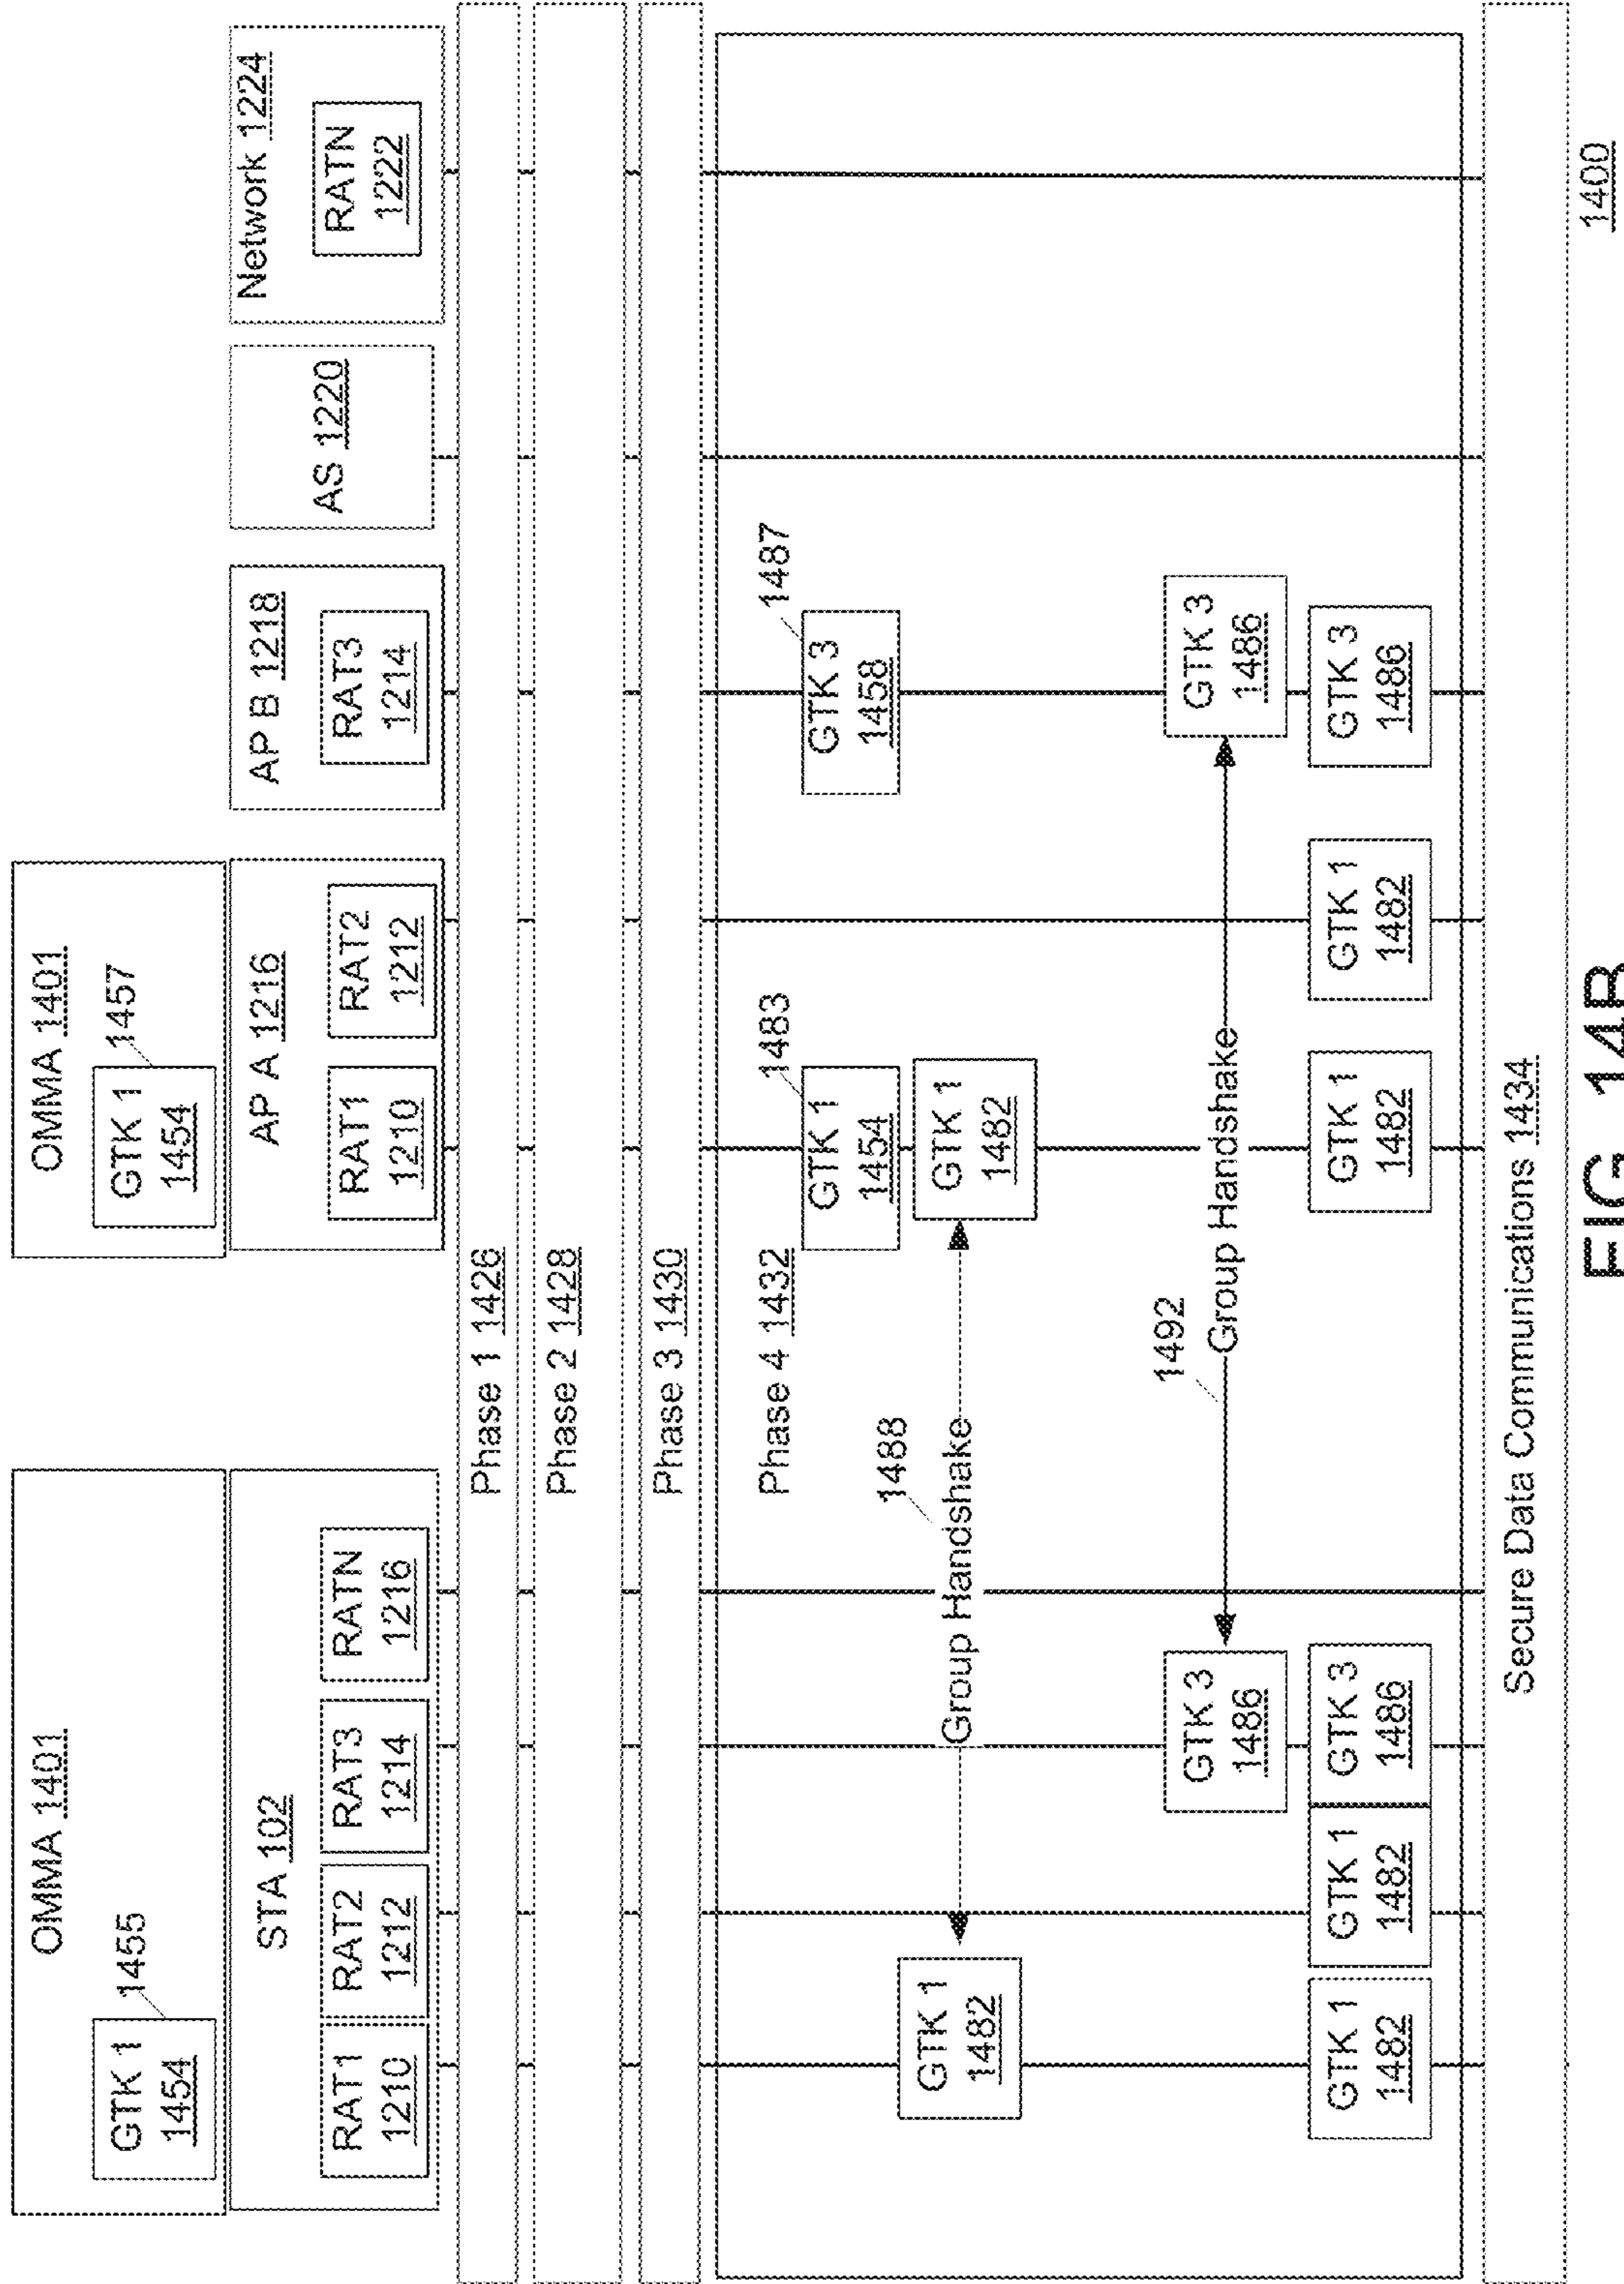 OMMA 1401
GTK 1
1454
1455
OMMA 1401
GTK 1
1454
1457
STA 102
RAT1
1210
RAT2
1212
RAT3
1214
RATN
1216
AP A 1216
RAT1
1210
RAT2
1212
AP B 1218
RAT3
1214
AS 1220
Network 1224
RATN
1222
Phase 1 1426
Phase 2 1428
Phase 3 1430
Phase 4 1432
GTK 1
1454
1483
GTK 3
1458
1487
GTK 1
1482
1488
Group Handshake
GTK 1
1482
GTK 3
1486
1492
Group Handshake
GTK 3
1486
GTK 1
1482
GTK 1
1482
GTK 3
1486
GTK 1
1482
GTK 1
1482
GTK 3
1486
Secure Data Communications 1434
FIG. 14B
1400